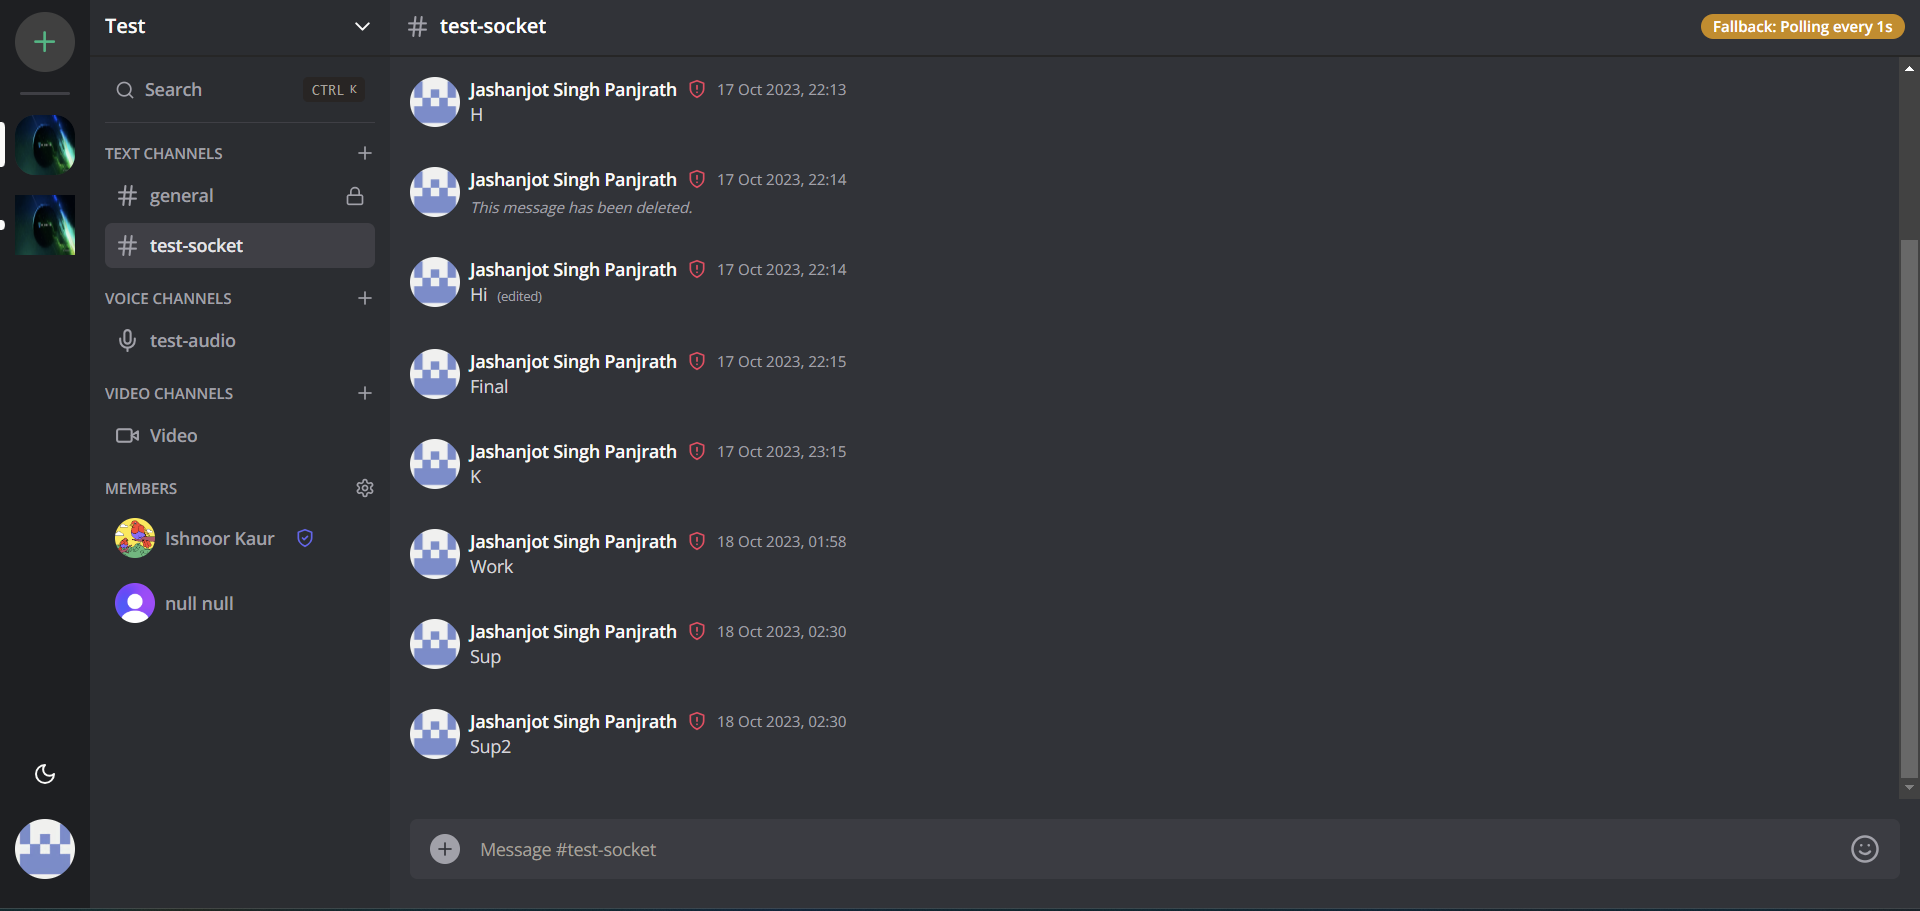 Test
Search
CTRL K
TEXT CHANNELS
general
test-socket
VOICE CHANNELS
test-audio
VIDEO CHANNELS
Video
MEMBERS
Ishnoor Kaur
null null
# test-socket
Fallback: Polling every 1s
Jashanjot Singh Panjrath 17 Oct 2023, 22:13
H
Jashanjot Singh Panjrath 17 Oct 2023, 22:14
This message has been deleted.
Jashanjot Singh Panjrath 17 Oct 2023, 22:14
Hi (edited)
Jashanjot Singh Panjrath 17 Oct 2023, 22:15
Final
Jashanjot Singh Panjrath 17 Oct 2023, 23:15
K
Jashanjot Singh Panjrath 18 Oct 2023, 01:58
Work
Jashanjot Singh Panjrath 18 Oct 2023, 02:30
Sup
Jashanjot Singh Panjrath 18 Oct 2023, 02:30
Sup2
Message #test-socket